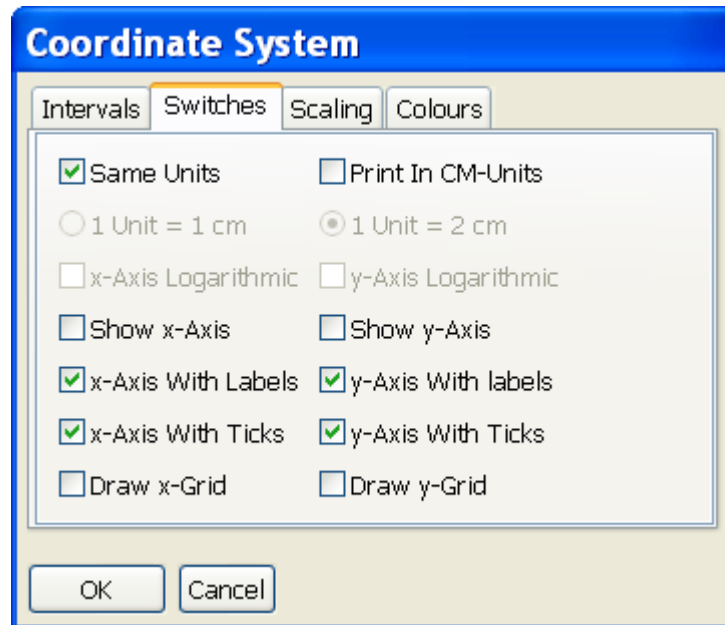 Coordinate System
Intervals Switches Scaling Colours
Same Units Print In CM-Units
1 Unit = 1 cm 1 Unit = 2 cm
x-Axis Logarithmic y-Axis Logarithmic
Show x-Axis Show y-Axis
x-Axis With Labels y-Axis With labels
x-Axis With Ticks y-Axis With Ticks
Draw x-Grid Draw y-Grid
OK Cancel